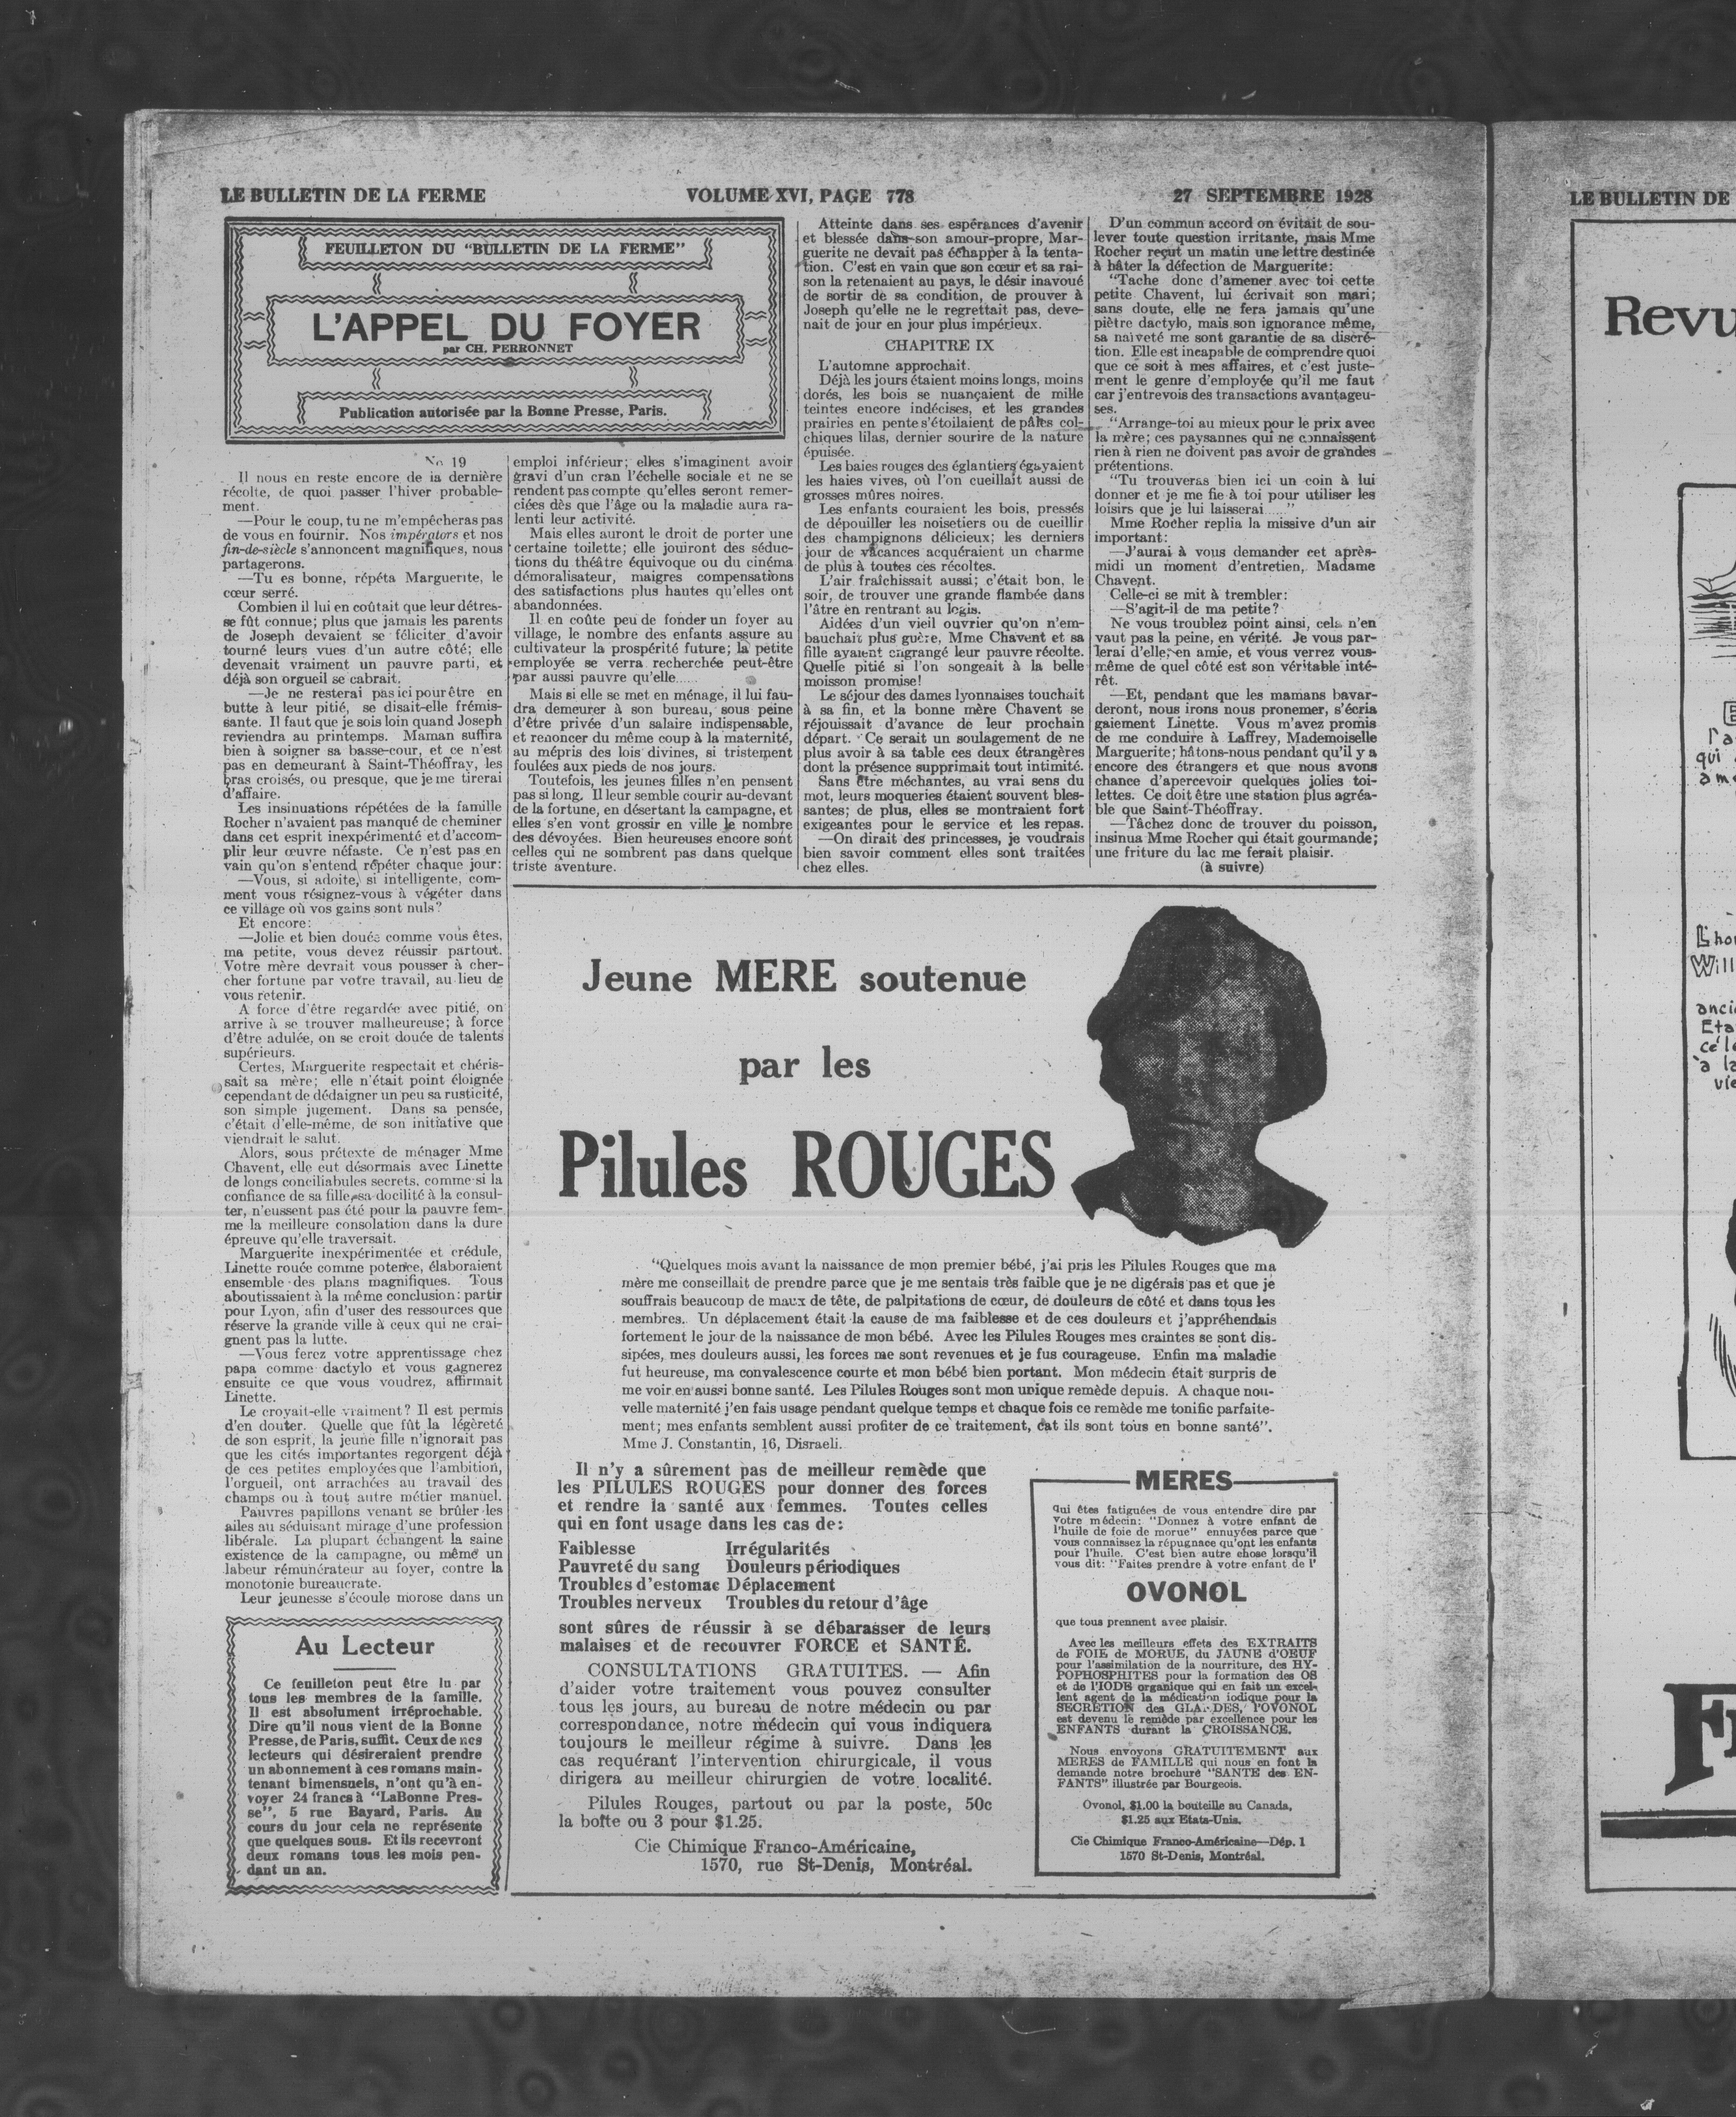 LE BULLETIN DE LA FERME VOLUME XVI, PAGE 778 27 SEPTEMBRE 1928
FEUILLETON DU "BULLETIN DE LA FERME"
L'APPEL DU FOYER
par CH. PERRONNET
Publication autorisée par la Bonne Presse, Paris.
No 19
Il nous en reste encore de la dernière
récolte, de quoi passer l'hiver probable-
ment.
—Pour le coup, tu ne m'empêcheras pas
de vous en fournir. Nos impérators et nos
fin-de-siècle s'annoncent magnifiques, nous
partagerons.
—Tu es bonne, répéta Marguerite, le
cœur serré.
Combien il lui en coûtait que leur détres-
se fût connue; plus que jamais les parents
de Joseph devaient se féliciter d'avoir
tourné leurs vues d'un autre côté; elle
devenait vraiment un pauvre parti, et
déjà son orgueil se cabrait.
—Je ne resterai pas ici pour être en
butte à leur pitié, se disait-elle frémis-
sante. Il faut que je sois loin quand Joseph
reviendra au printemps. Maman suffira
bien à soigner sa basse-cour, et ce n'est
pas en demeurant à Saint-Théoffray, les
bras croisés, ou presque, que je me tirerai
d'affaire.
Les insinuations répétées de la famille
Rocher n'avaient pas manqué de cheminer
dans cet esprit inexpérimenté et d'accom-
plir leur œuvre néfaste. Ce n'est pas en
vain qu'on s'entend répéter chaque jour:
—Vous, si adoite, si intelligente, com-
ment vous résignez-vous à végéter dans
ce village où vos gains sont nuls?
Et encore:
—Jolie et bien douée comme vous êtes,
ma petite, vous devez réussir partout.
Votre mère devrait vous pousser à cher-
cher fortune par votre travail, au lieu de
vous retenir.
A force d'être regardée avec pitié, on
arrive à se trouver malheureuse; à force
d'être adulée, on se croit douée de talents
supérieurs.
Certes, Marguerite respectait et chéris-
sait sa mère; elle n'était point éloignée
cependant de dédaigner un peu sa rusticité,
son simple jugement. Dans sa pensée,
c'était d'elle-même, de son initiative que
viendrait le salut.
Alors, sous prétexte de ménager Mme
Chavent, elle eut désormais avec Linette
de longs conciliabules secrets, comme si la
confiance de sa fille, sa docilité à la consul-
ter, n'eussent pas été pour la pauvre fem-
me la meilleure consolation dans la dure
épreuve qu'elle traversait.
Marguerite inexpérimentée et crédule,
Linette rouée comme potence, élaboraient
ensemble des plans magnifiques. Tous
aboutissaient à la même conclusion: partir
pour Lyon, afin d'user des ressources que
réserve la grande ville à ceux qui ne crai-
gnent pas la lutte.
—Vous ferez votre apprentissage chez
papa comme dactylo et vous gagnerez
ensuite ce que vous voudrez, affirmait
Linette.
Le croyait-elle vraiment? Il est permis
d'en douter. Quelle que fût la légèreté
de son esprit, la jeune fille n'ignorait pas
que les cités importantes regorgent déjà
de ces petites employées que l'ambition,
l'orgueil, ont arrachées au travail des
champs ou à tout autre métier manuel.
Pauvres papillons venant se brûler les
ailes au séduisant mirage d'une profession
libérale. La plupart échangent la saine
existence de la campagne, ou même un
labeur rémunérateur au foyer, contre la
monotonie bureaucrate.
Leur jeunesse s'écoule morose dans un
Au Lecteur
Ce feuilleton peut être lu par
tous les membres de la famille.
Il est absolument irréprochable.
Dire qu'il nous vient de la Bonne
Presse, de Paris, suffit. Ceux de nos
lecteurs qui désireraient prendre
un abonnement à ces romans main-
tenant bimensuels, n'ont qu'à en-
voyer 24 francs à "LaBonne Pres-
se", 5 rue Bayard, Paris. Au
cours du jour cela ne représente
que quelques sous. Et ils recevront
deux romans tous les mois pen-
dant un an.
emploi inférieur; elles s'imaginent avoir
gravi d'un cran l'échelle sociale et ne se
rendent pas compte qu'elles seront remer-
ciées dès que l'âge ou la maladie aura ra-
lenti leur activité.
Mais elles auront le droit de porter une
certaine toilette; elle jouiront des séduc-
tions du théâtre équivoque ou du cinéma
démoralisateur, maigres compensations
des satisfactions plus hautes qu'elles ont
abandonnées.
Il en coûte peu de fonder un foyer au
village, le nombre des enfants assure au
cultivateur la prospérité future; la petite
employée se verra recherchée peut-être
par aussi pauvre qu'elle.....
Mais si elle se met en ménage, il lui fau-
dra demeurer à son bureau, sous peine
d'être privée d'un salaire indispensable,
et renoncer du même coup à la maternité,
au mépris des lois divines, si tristement
foulées aux pieds de nos jours.
Toutefois, les jeunes filles n'en pensent
pas si long. Il leur semble courir au-devant
de la fortune, en désertant la campagne, et
elles s'en vont grossir en ville le nombre
des dévoyées. Bien heureuses encore sont
celles qui ne sombrent pas dans quelque
triste aventure.
Atteinte dans ses espérances d'avenir
et blessée dans son amour-propre, Mar-
guerite ne devait pas échapper à la tenta-
tion. C'est en vain que son cœur et sa rai-
son la retenaient au pays, le désir inavoué
de sortir de sa condition, de prouver à
Joseph qu'elle ne le regrettait pas, deve-
nait de jour en jour plus impérieux.
CHAPITRE IX
L'automne approchait.
Déjà les jours étaient moins longs, moins
dorés, les bois se nuançaient de mille
teintes encore indécises, et les grandes
prairies en pente s'étoilaient de pâles col-
chiques lilas, dernier sourire de la nature
épuisée.
Les baies rouges des églantiers égayaient
les haies vives, où l'on cueillait aussi de
grosses mûres noires.
Les enfants couraient les bois, pressés
de dépouiller les noisetiers ou de cueillir
des champignons délicieux; les derniers
jour de vacances acquéraient un charme
de plus à toutes ces récoltes.
L'air fraîchissait aussi; c'était bon, le
soir, de trouver une grande flambée dans
l'âtre en rentrant au logis.
Aidées d'un vieil ouvrier qu'on n'em-
bauchait plus guère, Mme Chavent et sa
fille ayaient engrangé leur pauvre récolte.
Quelle pitié si l'on songeait à la belle
moisson promise!
Le séjour des dames lyonnaises touchait
à sa fin, et la bonne mère Chavent se
réjouissait d'avance de leur prochain
départ. Ce serait un soulagement de ne
plus avoir à sa table ces deux étrangères
dont la présence supprimait tout intimité.
Sans être méchantes, au vrai sens du
mot, leurs moqueries étaient souvent bles-
santes; de plus, elles se montraient fort
exigeantes pour le service et les repas.
—On dirait des princesses, je voudrais
bien savoir comment elles sont traitées
chez elles.
D'un commun accord on évitait de sou-
lever toute question irritante, mais Mme
Rocher reçut un matin une lettre destinée
à hâter la défection de Marguerite:
"Tache donc d'amener avec toi cette
petite Chavent, lui écrivait son mari;
sans doute, elle ne fera jamais qu'une
piètre dactylo, mais son ignorance même,
sa naïveté me sont garantie de sa discré-
tion. Elle est incapable de comprendre quoi
que ce soit à mes affaires, et c'est juste-
ment le genre d'employée qu'il me faut
car j'entrevois des transactions avantageu-
ses.
"Arrange-toi au mieux pour le prix avec
la mère; ces paysannes qui ne connaissent
rien à rien ne doivent pas avoir de grandes
prétentions.
"Tu trouveras bien ici un coin à lui
donner et je me fie à toi pour utiliser les
loisirs que je lui laisserai....."
Mme Rocher replia la missive d'un air
important:
—J'aurai à vous demander cet après-
midi un moment d'entretien, Madame
Chavent.
Celle-ci se mit à trembler:
—S'agit-il de ma petite?
Ne vous troublez point ainsi, cela n'en
vaut pas la peine, en vérité. Je vous par-
lerai d'elle, en amie, et vous verrez vous-
même de quel côté est son véritable inté-
rêt.
—Et, pendant que les mamans bavar-
deront, nous irons nous pronemer, s'écria
gaiement Linette. Vous m'avez promis
de me conduire à Laffrey, Mademoiselle
Marguerite; hâtons-nous pendant qu'il y a
encore des étrangers et que nous avons
chance d'apercevoir quelques jolies toi-
lettes. Ce doit être une station plus agréa-
ble que Saint-Théoffray.
—Tâchez donc de trouver du poisson,
insinua Mme Rocher qui était gourmande;
une friture du lac me ferait plaisir.
(à suivre)
Jeune MERE soutenue
par les
Pilules ROUGES
"Quelques mois avant la naissance de mon premier bébé, j'ai pris les Pilules Rouges que ma
mère me conseillait de prendre parce que je me sentais très faible que je ne digérais pas et que je
souffrais beaucoup de maux de tête, de palpitations de cœur, de douleurs de côté et dans tous les
membres. Un déplacement était la cause de ma faiblesse et de ces douleurs et j'appréhendais
fortement le jour de la naissance de mon bébé. Avec les Pilules Rouges mes craintes se sont dis-
sipées, mes douleurs aussi, les forces me sont revenues et je fus courageuse. Enfin ma maladie
fut heureuse, ma convalescence courte et mon bébé bien portant. Mon médecin était surpris de
me voir en aussi bonne santé. Les Pilules Rouges sont mon unique remède depuis. A chaque nou-
velle maternité j'en fais usage pendant quelque temps et chaque fois ce remède me tonifie parfaite-
ment; mes enfants semblent aussi profiter de ce traitement, cat ils sont tous en bonne santé".
Mme J. Constantin, 16, Disraeli.
Il n'y a sûrement pas de meilleur remède que
les PILULES ROUGES pour donner des forces
et rendre la santé aux femmes. Toutes celles
qui en font usage dans les cas de:
Faiblesse Irrégularités
Pauvreté du sang Douleurs périodiques
Troubles d'estomac Déplacement
Troubles nerveux Troubles du retour d'âge
sont sûres de réussir à se débarasser de leurs
malaises et de recouvrer FORCE et SANTÉ.
CONSULTATIONS GRATUITES. — Afin
d'aider votre traitement vous pouvez consulter
tous les jours, au bureau de notre médecin ou par
correspondance, notre médecin qui vous indiquera
toujours le meilleur régime à suivre. Dans les
cas requérant l'intervention chirurgicale, il vous
dirigera au meilleur chirurgien de votre localité.
Pilules Rouges, partout ou par la poste, 50c
la boîte ou 3 pour $1.25.
Cie Chimique Franco-Américaine,
1570, rue St-Denis, Montréal.
MERES
qui êtes fatiguées de vous entendre dire par
votre médecin: "Donnez à votre enfant de
l'huile de foie de morue" ennuyées parce que
vous connaissez la répugnace qu'ont les enfants
pour l'huile. C'est bien autre chose lorsqu'il
vous dit: "Faites prendre à votre enfant de l'
OVONOL
que tous prennent avec plaisir.
Avec les meilleurs effets des EXTRAITS
de FOIE de MORUE, du JAUNE d'OEUF
pour l'assimilation de la nourriture, des HY-
POPHOSPHITES pour la formation des OS
et de l'IODE organique qui en fait un excel-
lent agent de la médication iodique pour la
SECRETION des GLANDES, l'OVONOL
est devenu le remède par excellence pour les
ENFANTS durant la CROISSANCE.
Nous envoyons GRATUITEMENT aux
MERES de FAMILLE qui nous en font la
demande notre brochure "SANTE des EN-
FANTS" illustrée par Bourgeois.
Ovonol, $1.00 la bouteille au Canada,
$1.25 aux Etats-Unis.
Cie Chimique Franco-Américaine—Dép. 1
1570 St-Denis, Montréal.
LE BULLETIN DE
Revu
l'a
qui
am
L'ho
Will
anci
Eta
céle
à la
vie